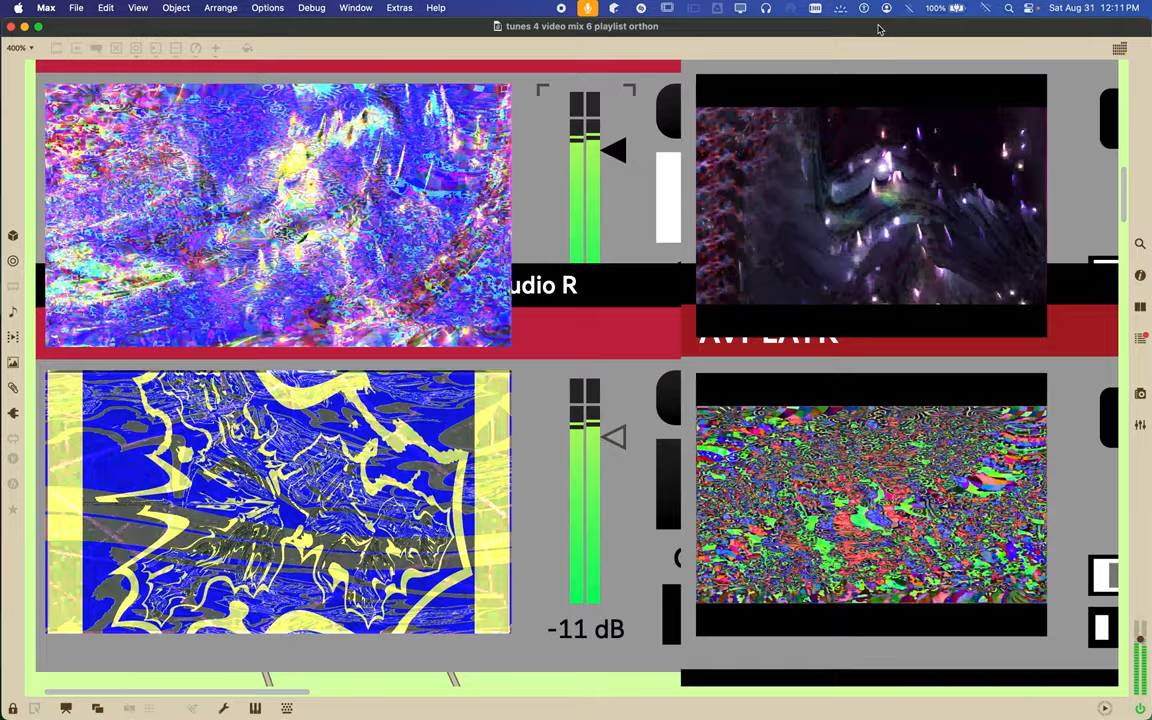 Max File Edit View Object Arrange Options Debug Window Extras Help
100% Sat Aug 31 12:11 PM
tunes 4 video mix 6 playlist orthon
400%
udio R
-11 dB